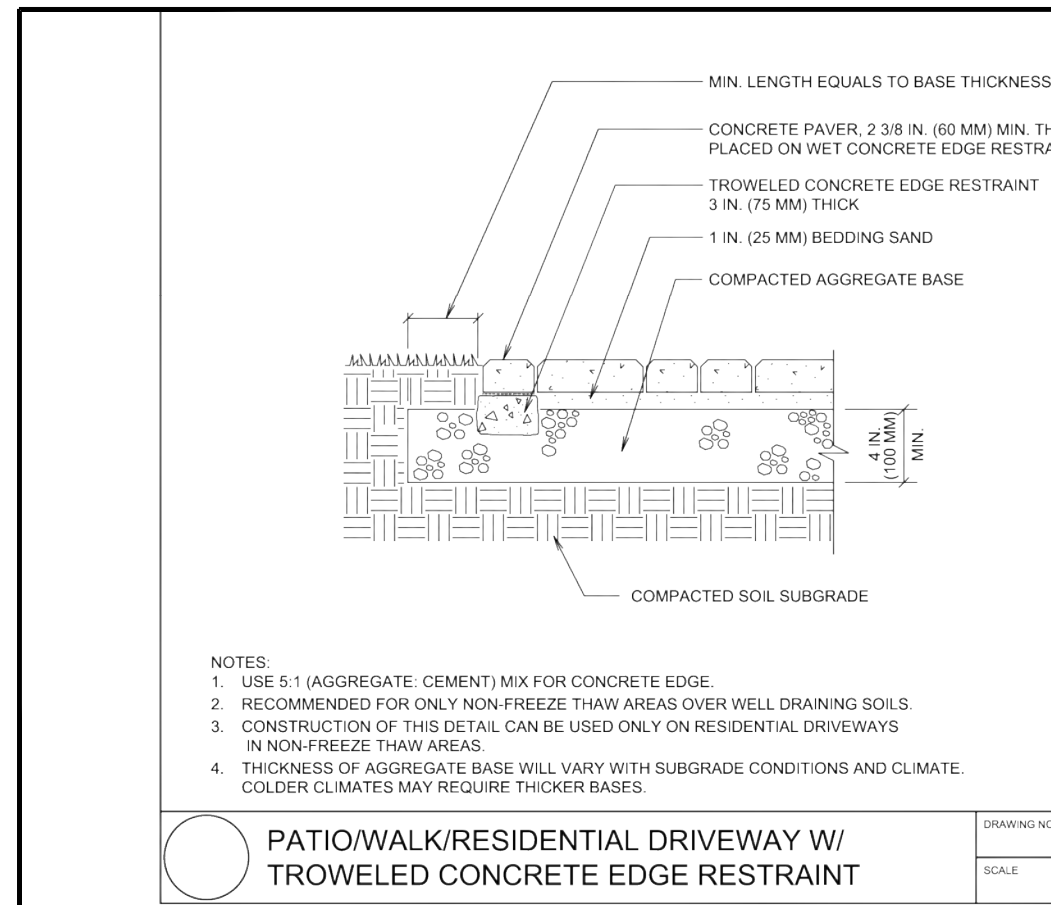 MIN. LENGTH EQUALS TO BASE THICKNESS
CONCRETE PAVER, 2 3/8 IN. (60 MM) MIN.
PLACED ON WET CONCRETE EDGE
TROWELED CONCRETE EDGE RESTRAINT
3 IN. (75 MM) THICK
1 IN. (25 MM) BEDDING SAND
COMPACTED AGGREGATE BASE
4 IN.
(100 MM)
MIN.
COMPACTED SOIL SUBGRADE
NOTES:
1. USE 5:1 (AGGREGATE: CEMENT) MIX FOR CONCRETE EDGE.
2. RECOMMENDED FOR ONLY NON-FREEZE THAW AREAS OVER WELL DRAINING SOILS.
3. CONSTRUCTION OF THIS DETAIL CAN BE USED ONLY ON RESIDENTIAL DRIVEWAYS
IN NON-FREEZE THAW AREAS.
4. THICKNESS OF AGGREGATE BASE WILL VARY WITH SUBGRADE CONDITIONS AND CLIMATE.
COLDER CLIMATES MAY REQUIRE THICKER BASES.
PATIO/WALK/RESIDENTIAL DRIVEWAY W/
TROWELED CONCRETE EDGE RESTRAINT
DRAWING NO
SCALE